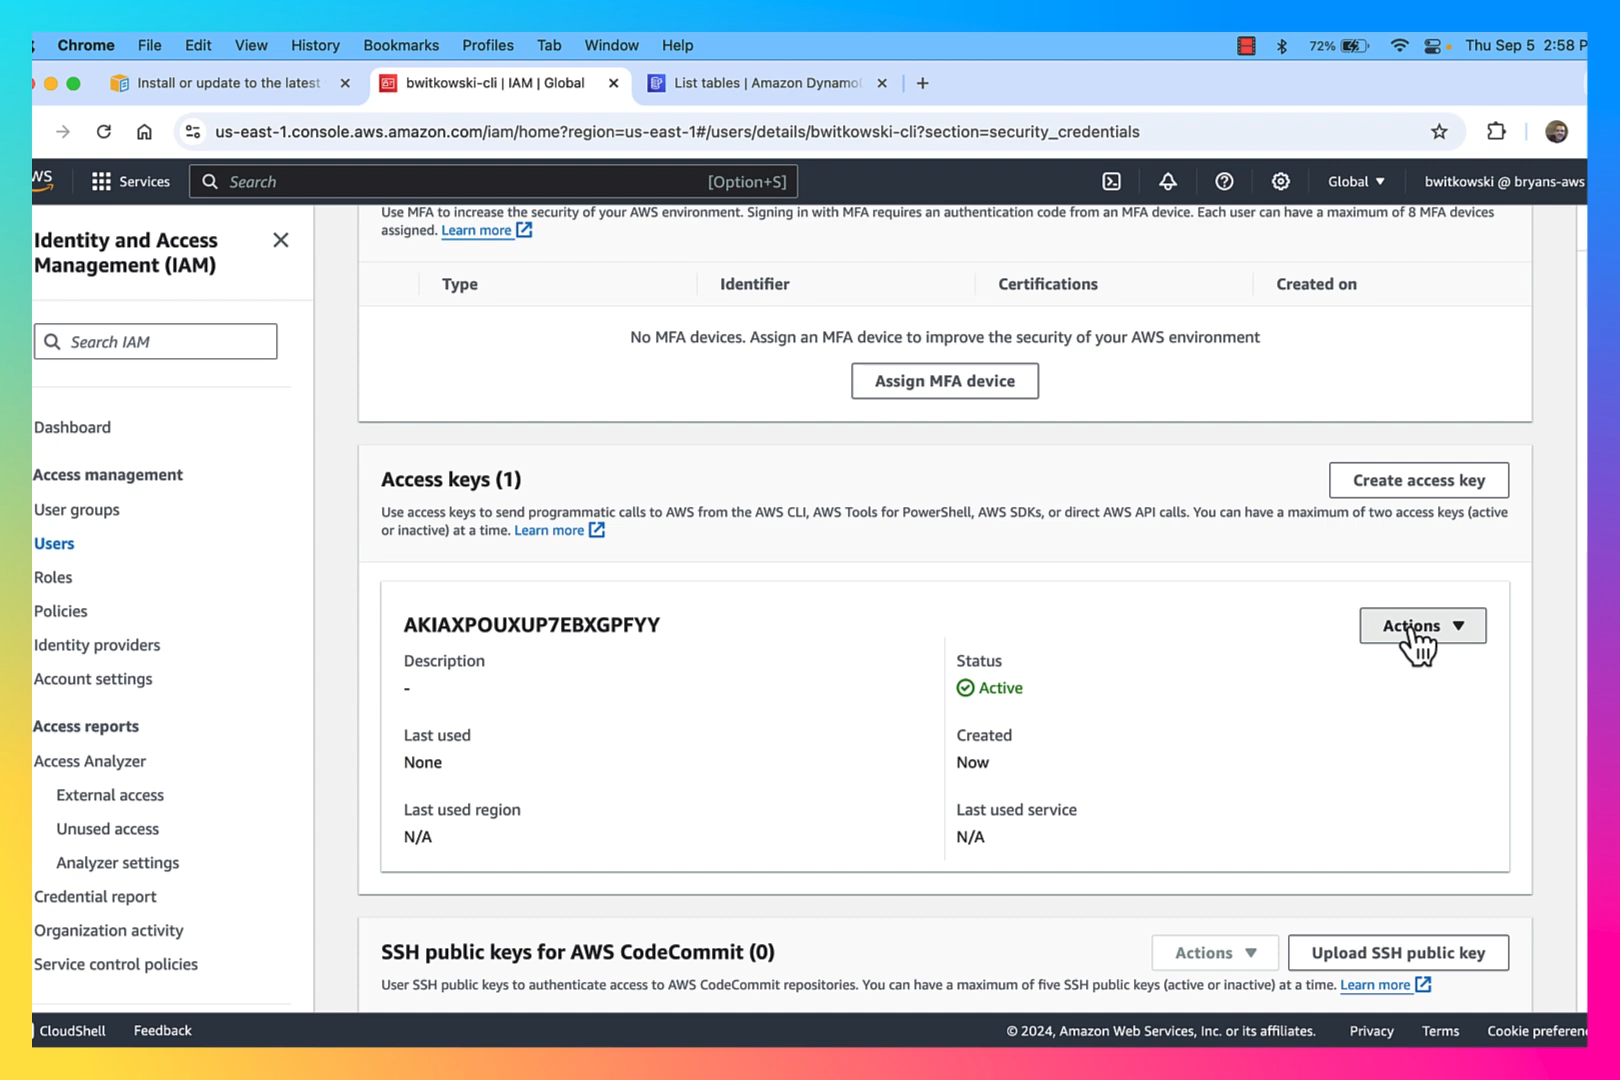 Chrome File Edit View History Bookmarks Profiles Tab Window Help 72% Thu Sep 5 2:58 P
Install or update to the latest bwitkowski-cli | IAM | Global List tables | Amazon Dynamo
us-east-1.console.aws.amazon.com/iam/home?region=us-east-1#/users/details/bwitkowski-cli?section=security_credentials
Services Search [Option+S] Global bwitkowski @ bryans-aws
Identity and Access Management (IAM)
Search IAM
Dashboard
Access management
User groups
Users
Roles
Policies
Identity providers
Account settings
Access reports
Access Analyzer
External access
Unused access
Analyzer settings
Credential report
Organization activity
Service control policies
Use MFA to increase the security of your AWS environment. Signing in with MFA requires an authentication code from an MFA device. Each user can have a maximum of 8 MFA devices
assigned. Learn more
Type Identifier Certifications Created on
No MFA devices. Assign an MFA device to improve the security of your AWS environment
Assign MFA device
Access keys (1)
Create access key
Use access keys to send programmatic calls to AWS from the AWS CLI, AWS Tools for PowerShell, AWS SDKs, or direct AWS API calls. You can have a maximum of two access keys (active
or inactive) at a time. Learn more
AKIAXPOUXUP7EBXGPFYY
Actions
Description
-
Status
Active
Last used
None
Created
Now
Last used region
N/A
Last used service
N/A
SSH public keys for AWS CodeCommit (0)
Actions Upload SSH public key
User SSH public keys to authenticate access to AWS CodeCommit repositories. You can have a maximum of five SSH public keys (active or inactive) at a time. Learn more
CloudShell Feedback © 2024, Amazon Web Services, Inc. or its affiliates. Privacy Terms Cookie preferen